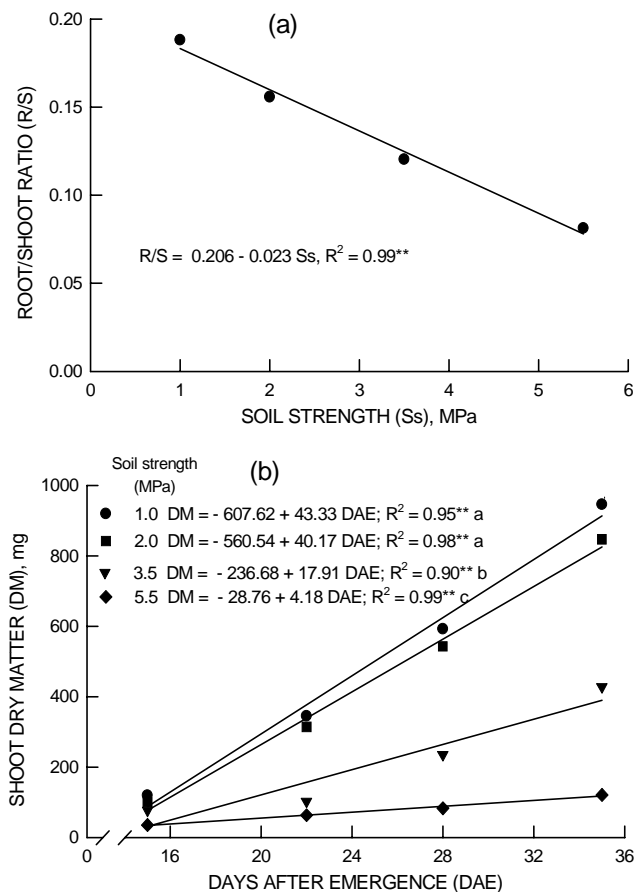 (a)
0.20
0.15
0.10
0.05
0.00
ROOT/SHOOT RATIO (R/S)
R/S = 0.206 - 0.023 Ss, R² = 0.99**
0 1 2 3 4 5 6
SOIL STRENGTH (Ss), MPa
(b)
Soil strength
(MPa)
1.0 DM = - 607.62 + 43.33 DAE; R² = 0.95** a
2.0 DM = - 560.54 + 40.17 DAE; R² = 0.98** a
3.5 DM = - 236.68 + 17.91 DAE; R² = 0.90** b
5.5 DM = - 28.76 + 4.18 DAE; R² = 0.99** c
1000
800
600
400
200
0
SHOOT DRY MATTER (DM), mg
0 16 20 24 28 32 36
DAYS AFTER EMERGENCE (DAE)